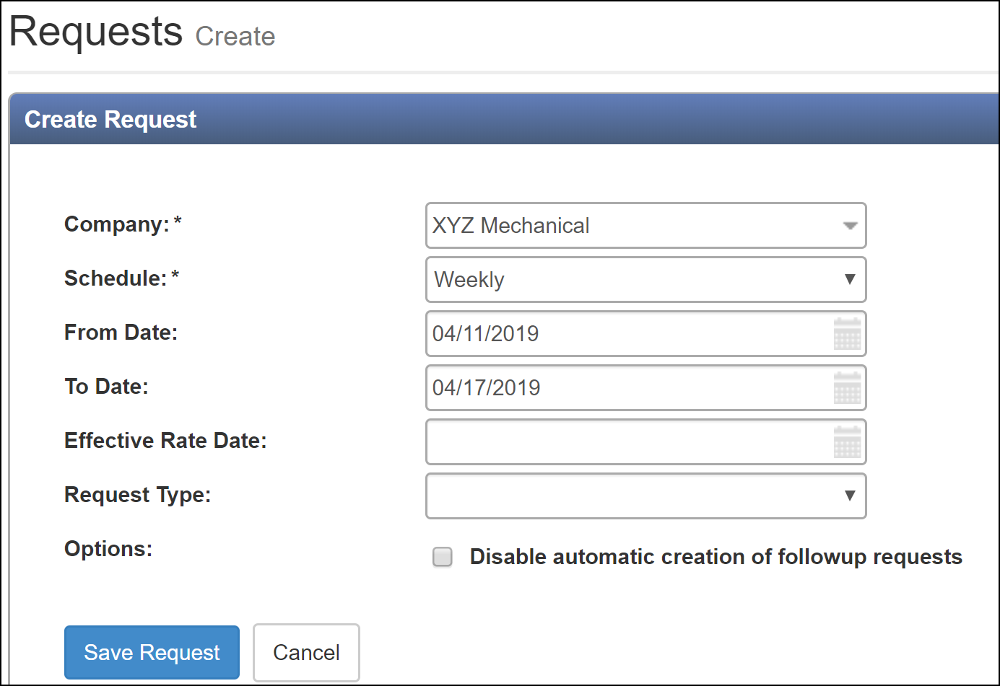 Requests Create
Create Request
Company: * XYZ Mechanical
Schedule: * Weekly
From Date: 04/11/2019
To Date: 04/17/2019
Effective Rate Date:
Request Type:
Options: Disable automatic creation of followup requests
Save Request Cancel